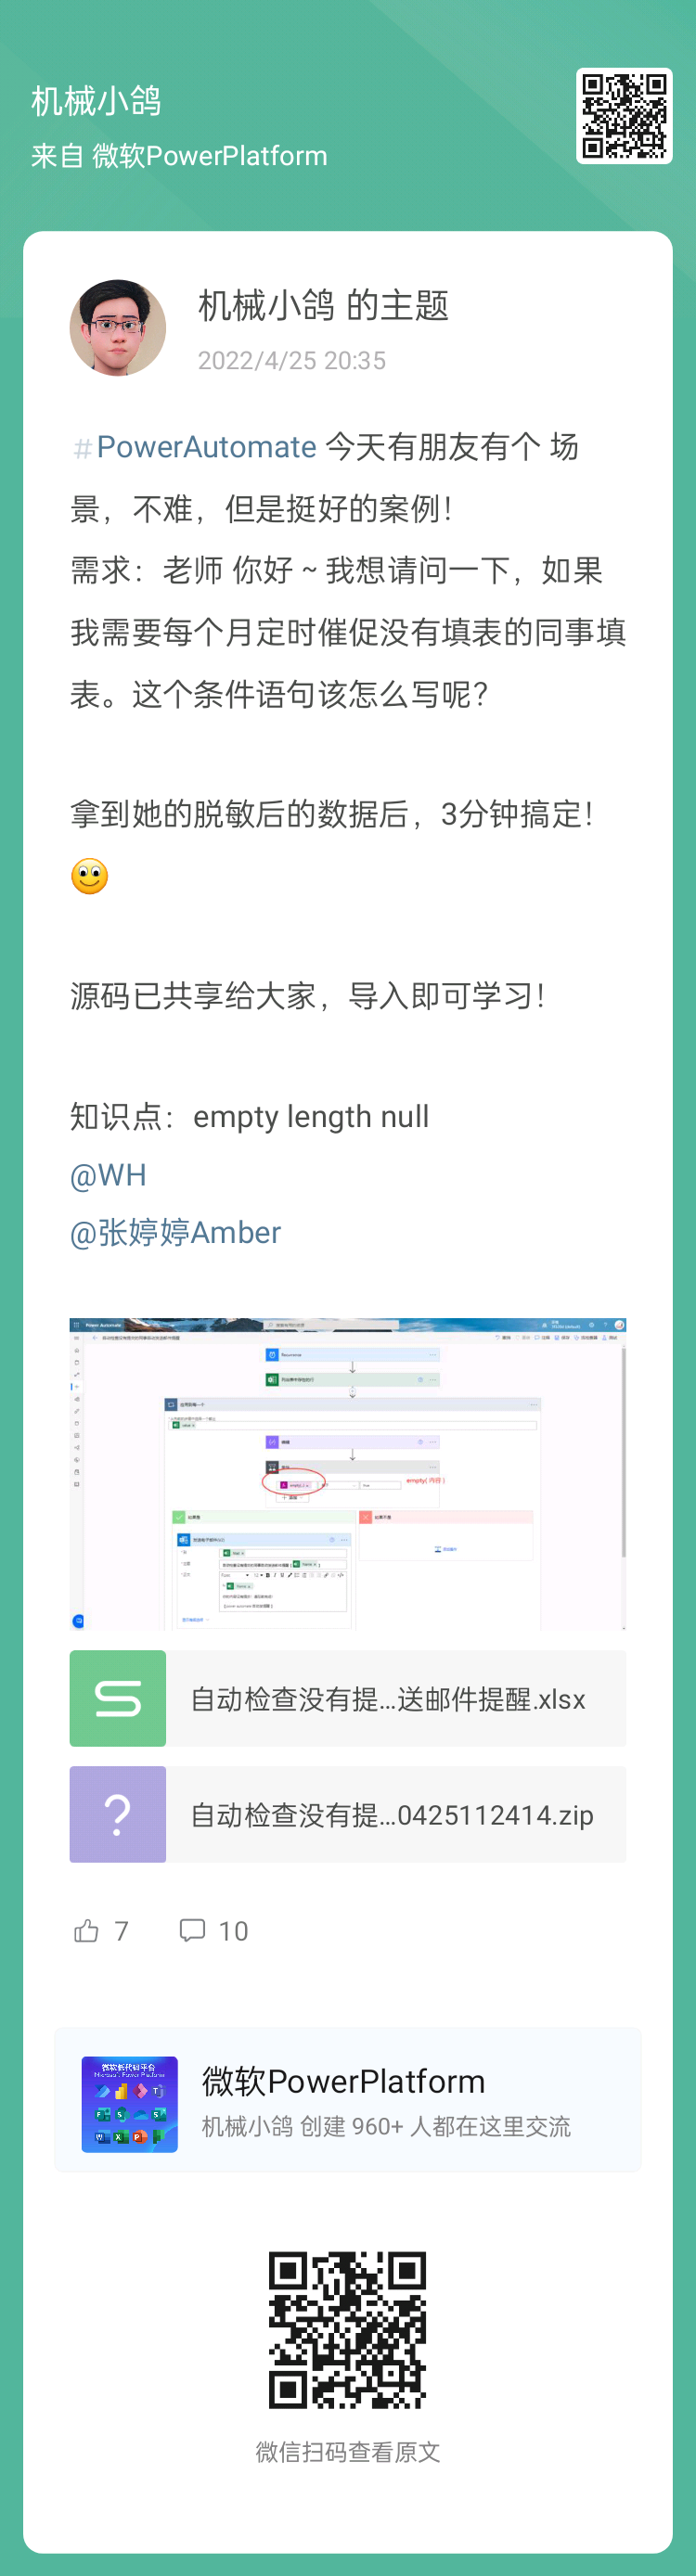 机械小鸽
来自 微软PowerPlatform
机械小鸽 的主题
2022/4/25 20:35
#PowerAutomate 今天有朋友有个 场
景，不难，但是挺好的案例！
需求：老师 你好 ~ 我想请问一下，如果
我需要每个月定时催促没有填表的同事填
表。这个条件语句该怎么写呢？
拿到她的脱敏后的数据后，3分钟搞定！
源码已共享给大家，导入即可学习！
知识点：empty length null
@WH
@张婷婷Amber
Power Automate
Recurrence
empty( 内容 )
自动检查没有提...送邮件提醒.xlsx
自动检查没有提...0425112414.zip
7 10
微软低代码平台
Microsoft Power Platform
微软PowerPlatform
机械小鸽 创建 960+ 人都在这里交流
微信扫码查看原文